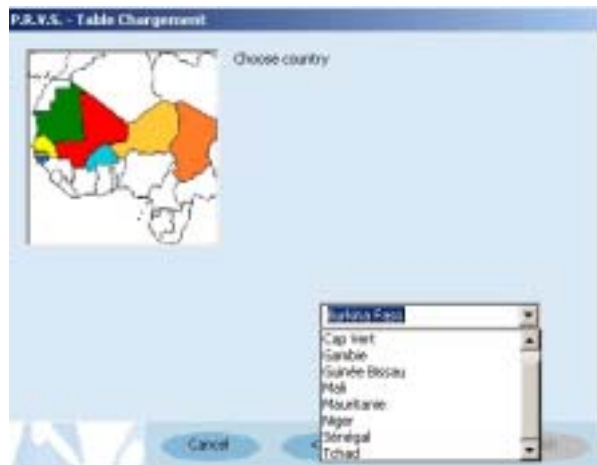 P.R.V.S. - Table Chargement
Choose country
Burkina Faso
Cap Vert
Gambie
Guinée Bissau
Mali
Mauritanie
Niger
Sénégal
Tchad
Cancel
<